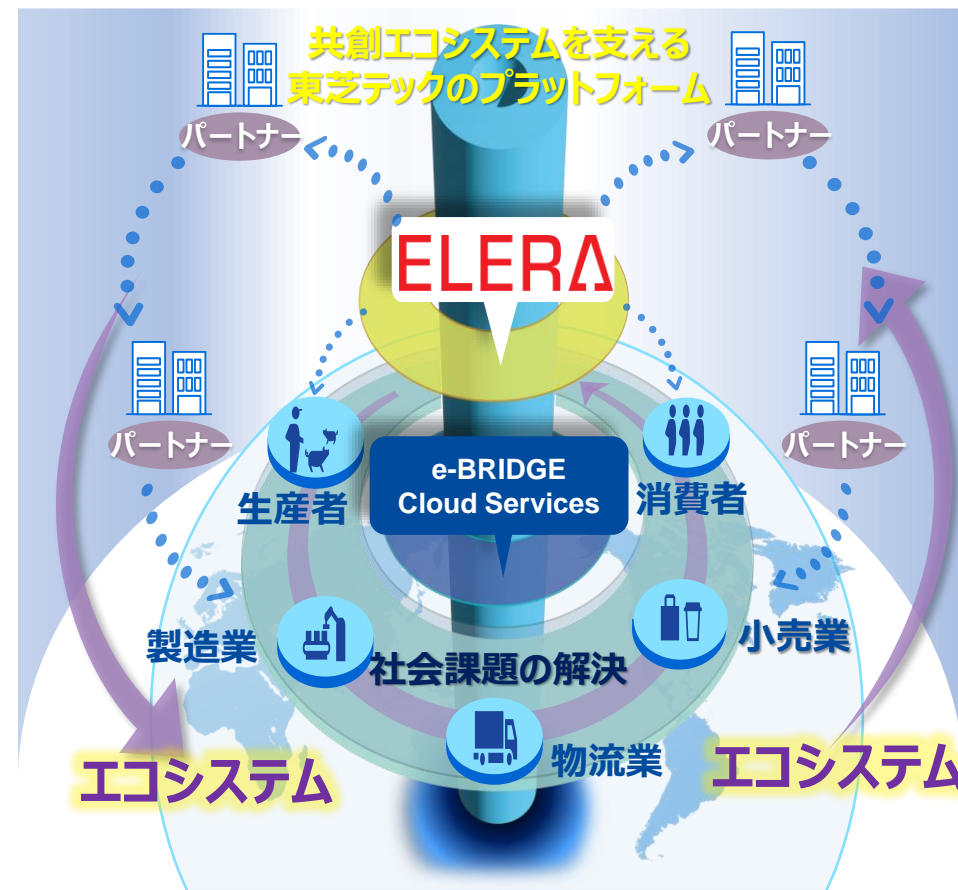 共創エコシステムを支える
東芝テックのプラットフォーム
パートナー
パートナー
ELERA
パートナー
パートナー
e-BRIDGE
Cloud Services
生産者
消費者
製造業
小売業
社会課題の解決
物流業
エコシステム
エコシステム